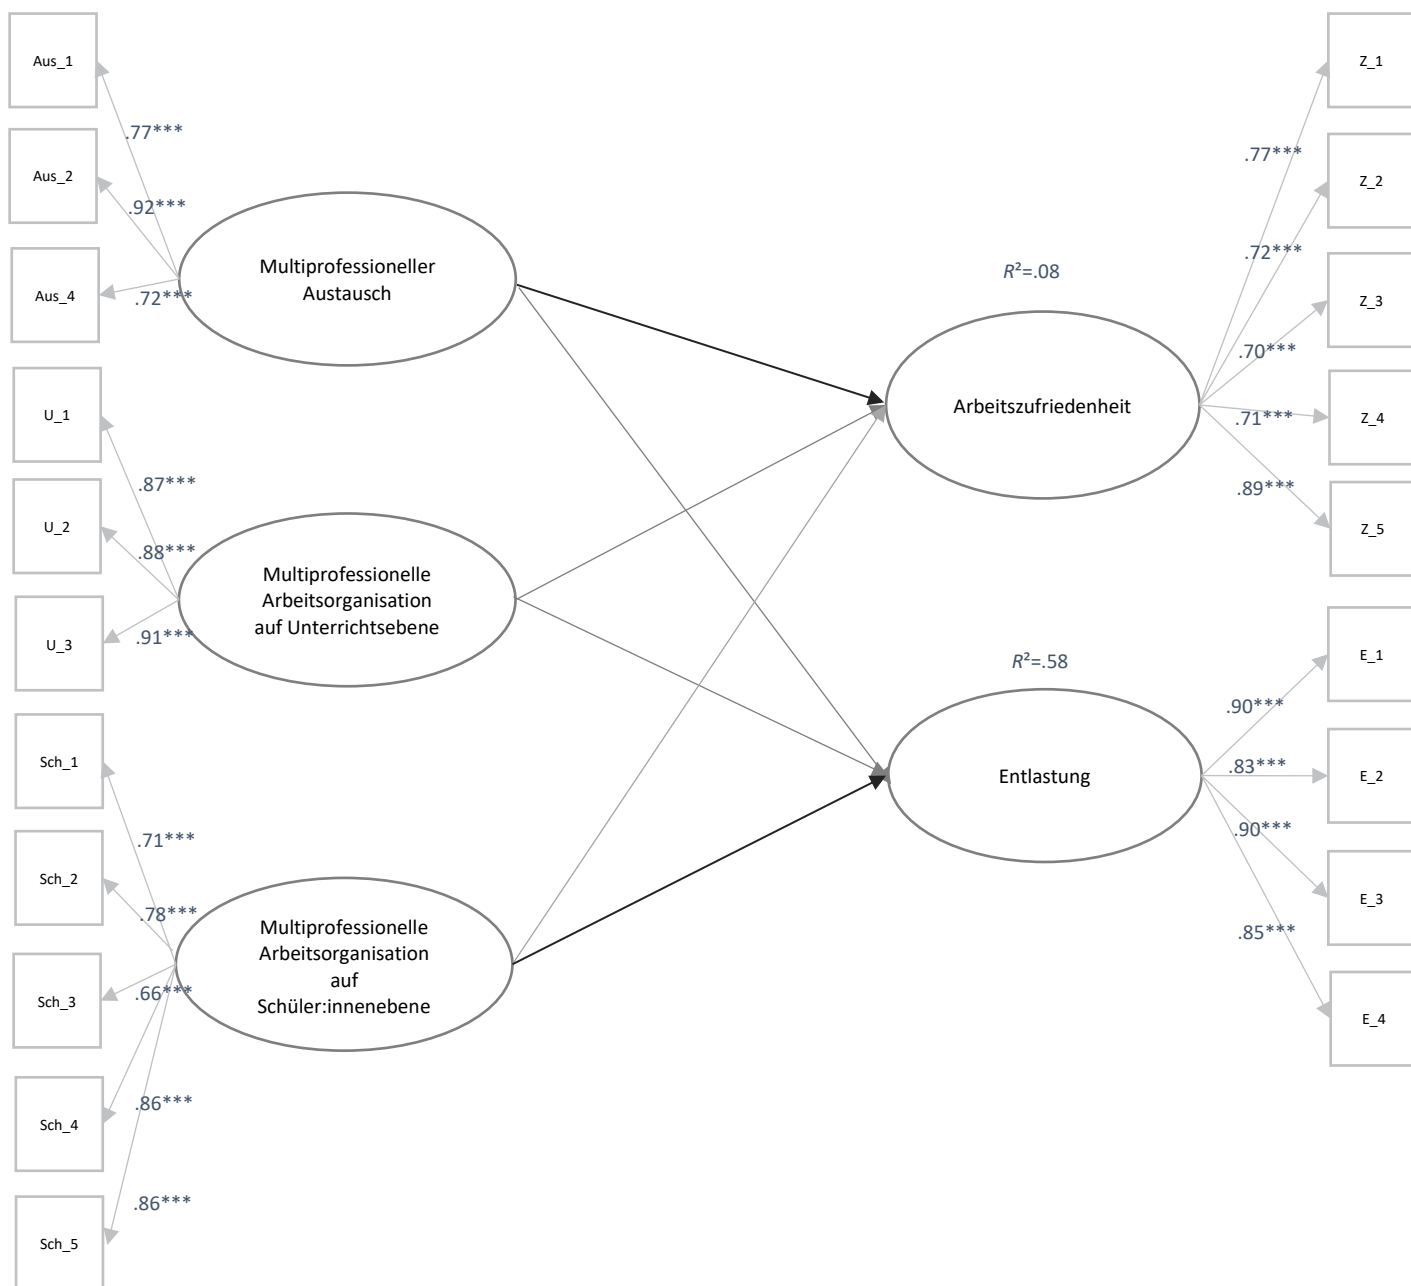 Aus_1
.77***
Aus_2
.92***
Aus_4
.72***
U_1
.87***
U_2
.88***
U_3
.91***
Sch_1
.71***
Sch_2
.78***
Sch_3
.66***
Sch_4
.86***
Sch_5
.86***
Multiprofessioneller
Austausch
Multiprofessionelle
Arbeitsorganisation
auf Unterrichtsebene
Multiprofessionelle
Arbeitsorganisation
auf
Schüler:innenebene
R²=.08
Arbeitszufriedenheit
R²=.58
Entlastung
Z_1
.77***
Z_2
.72***
Z_3
.70***
Z_4
.71***
Z_5
.89***
E_1
.90***
E_2
.83***
E_3
.90***
E_4
.85***